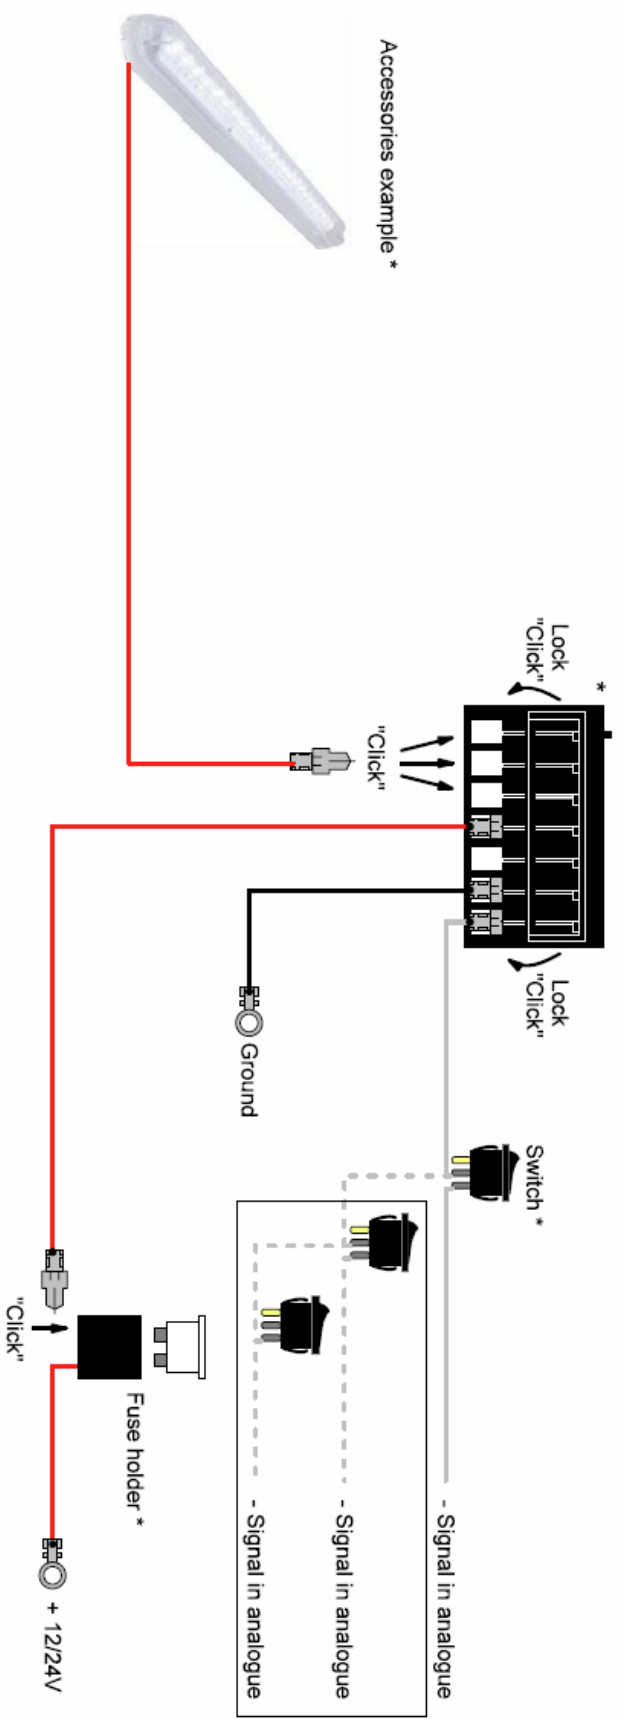 Accessories example *
Lock
"Click"
*
"Click"
Lock
"Click"
Ground
Switch *
"Click"
Fuse holder *
- Signal in analogue
- Signal in analogue
- Signal in analogue
+ 12/24V